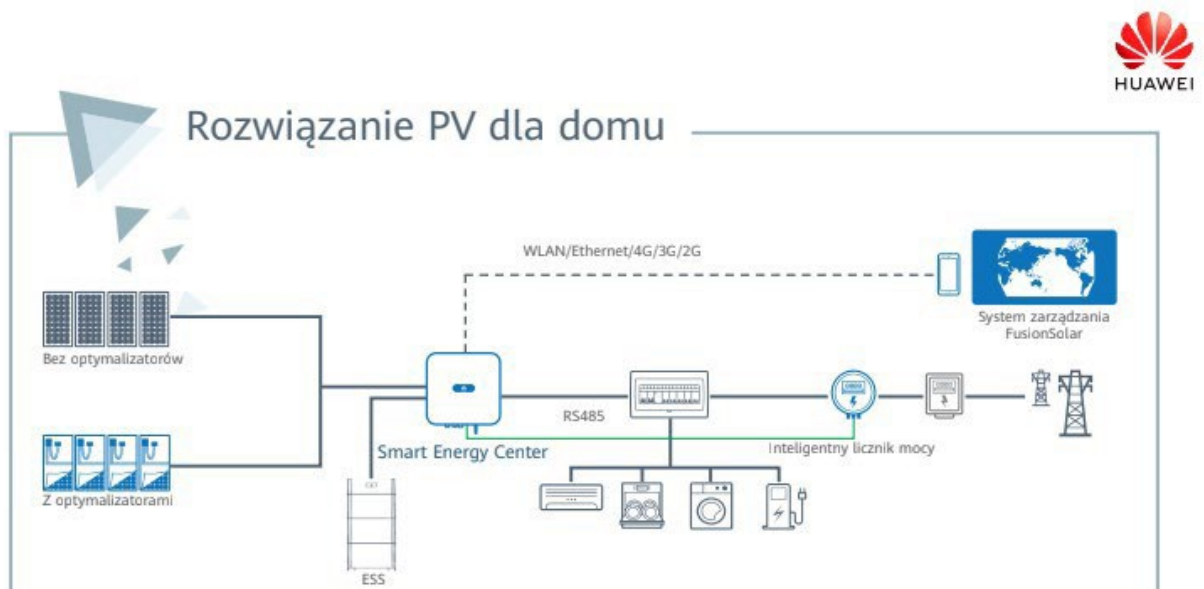 HUAWEI
Rozwiązanie PV dla domu
WLAN/Ethernet/4G/3G/2G
System zarządzania
FusionSolar
Bez optymalizatorów
RS485
Smart Energy Center
Inteligentny licznik mocy
Z optymalizatorami
ESS